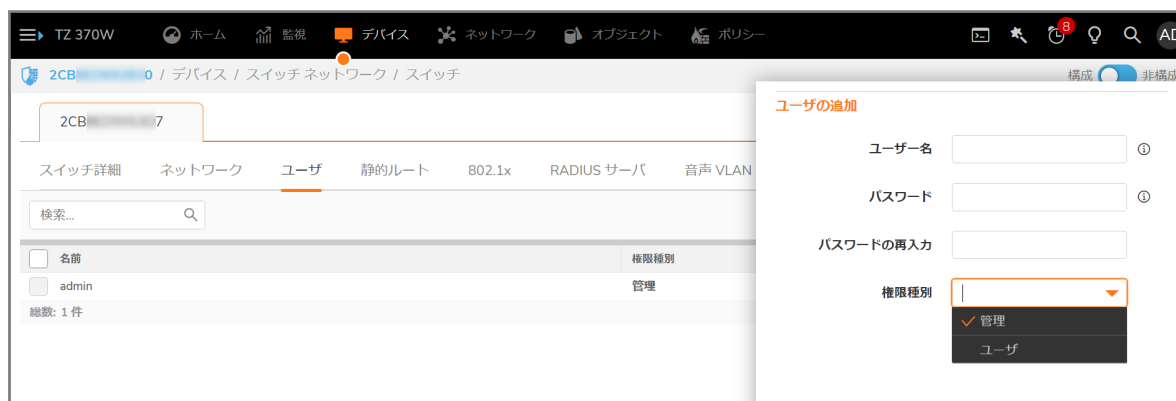 TZ 370W ホーム 監視 デバイス ネットワーク オブジェクト ポリシー 8 AD
2CB 0 / デバイス / スイッチ ネットワーク / スイッチ 構成 非構成
2CB 7
スイッチ詳細 ネットワーク ユーザ 静的ルート 802.1x RADIUS サーバ 音声 VLAN
検索...
名前 権限種別
admin 管理
総数: 1 件
ユーザの追加
ユーザー名
パスワード
パスワードの再入力
権限種別
管理
ユーザ